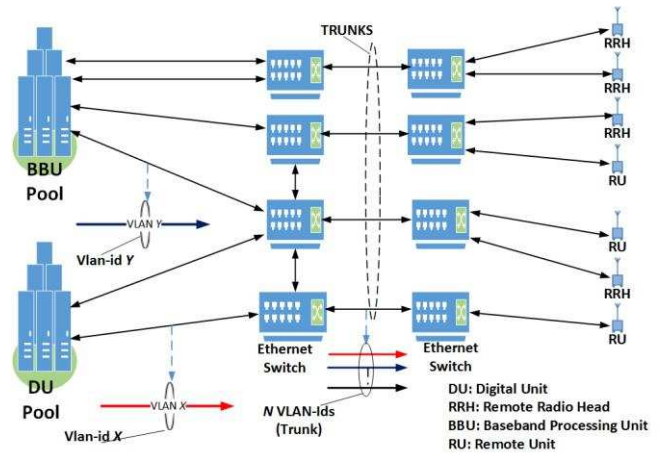 TRUNKS
RRH
RRH
RRH
RU
BBU
Pool
VLAN Y
Vlan-id Y
RU
RRH
RU
Ethernet
Switch
Ethernet
Switch
DU
Pool
VLAN X
Vlan-id X
N VLAN-Ids
(Trunk)
DU: Digital Unit
RRH: Remote Radio Head
BBU: Baseband Processing Unit
RU: Remote Unit